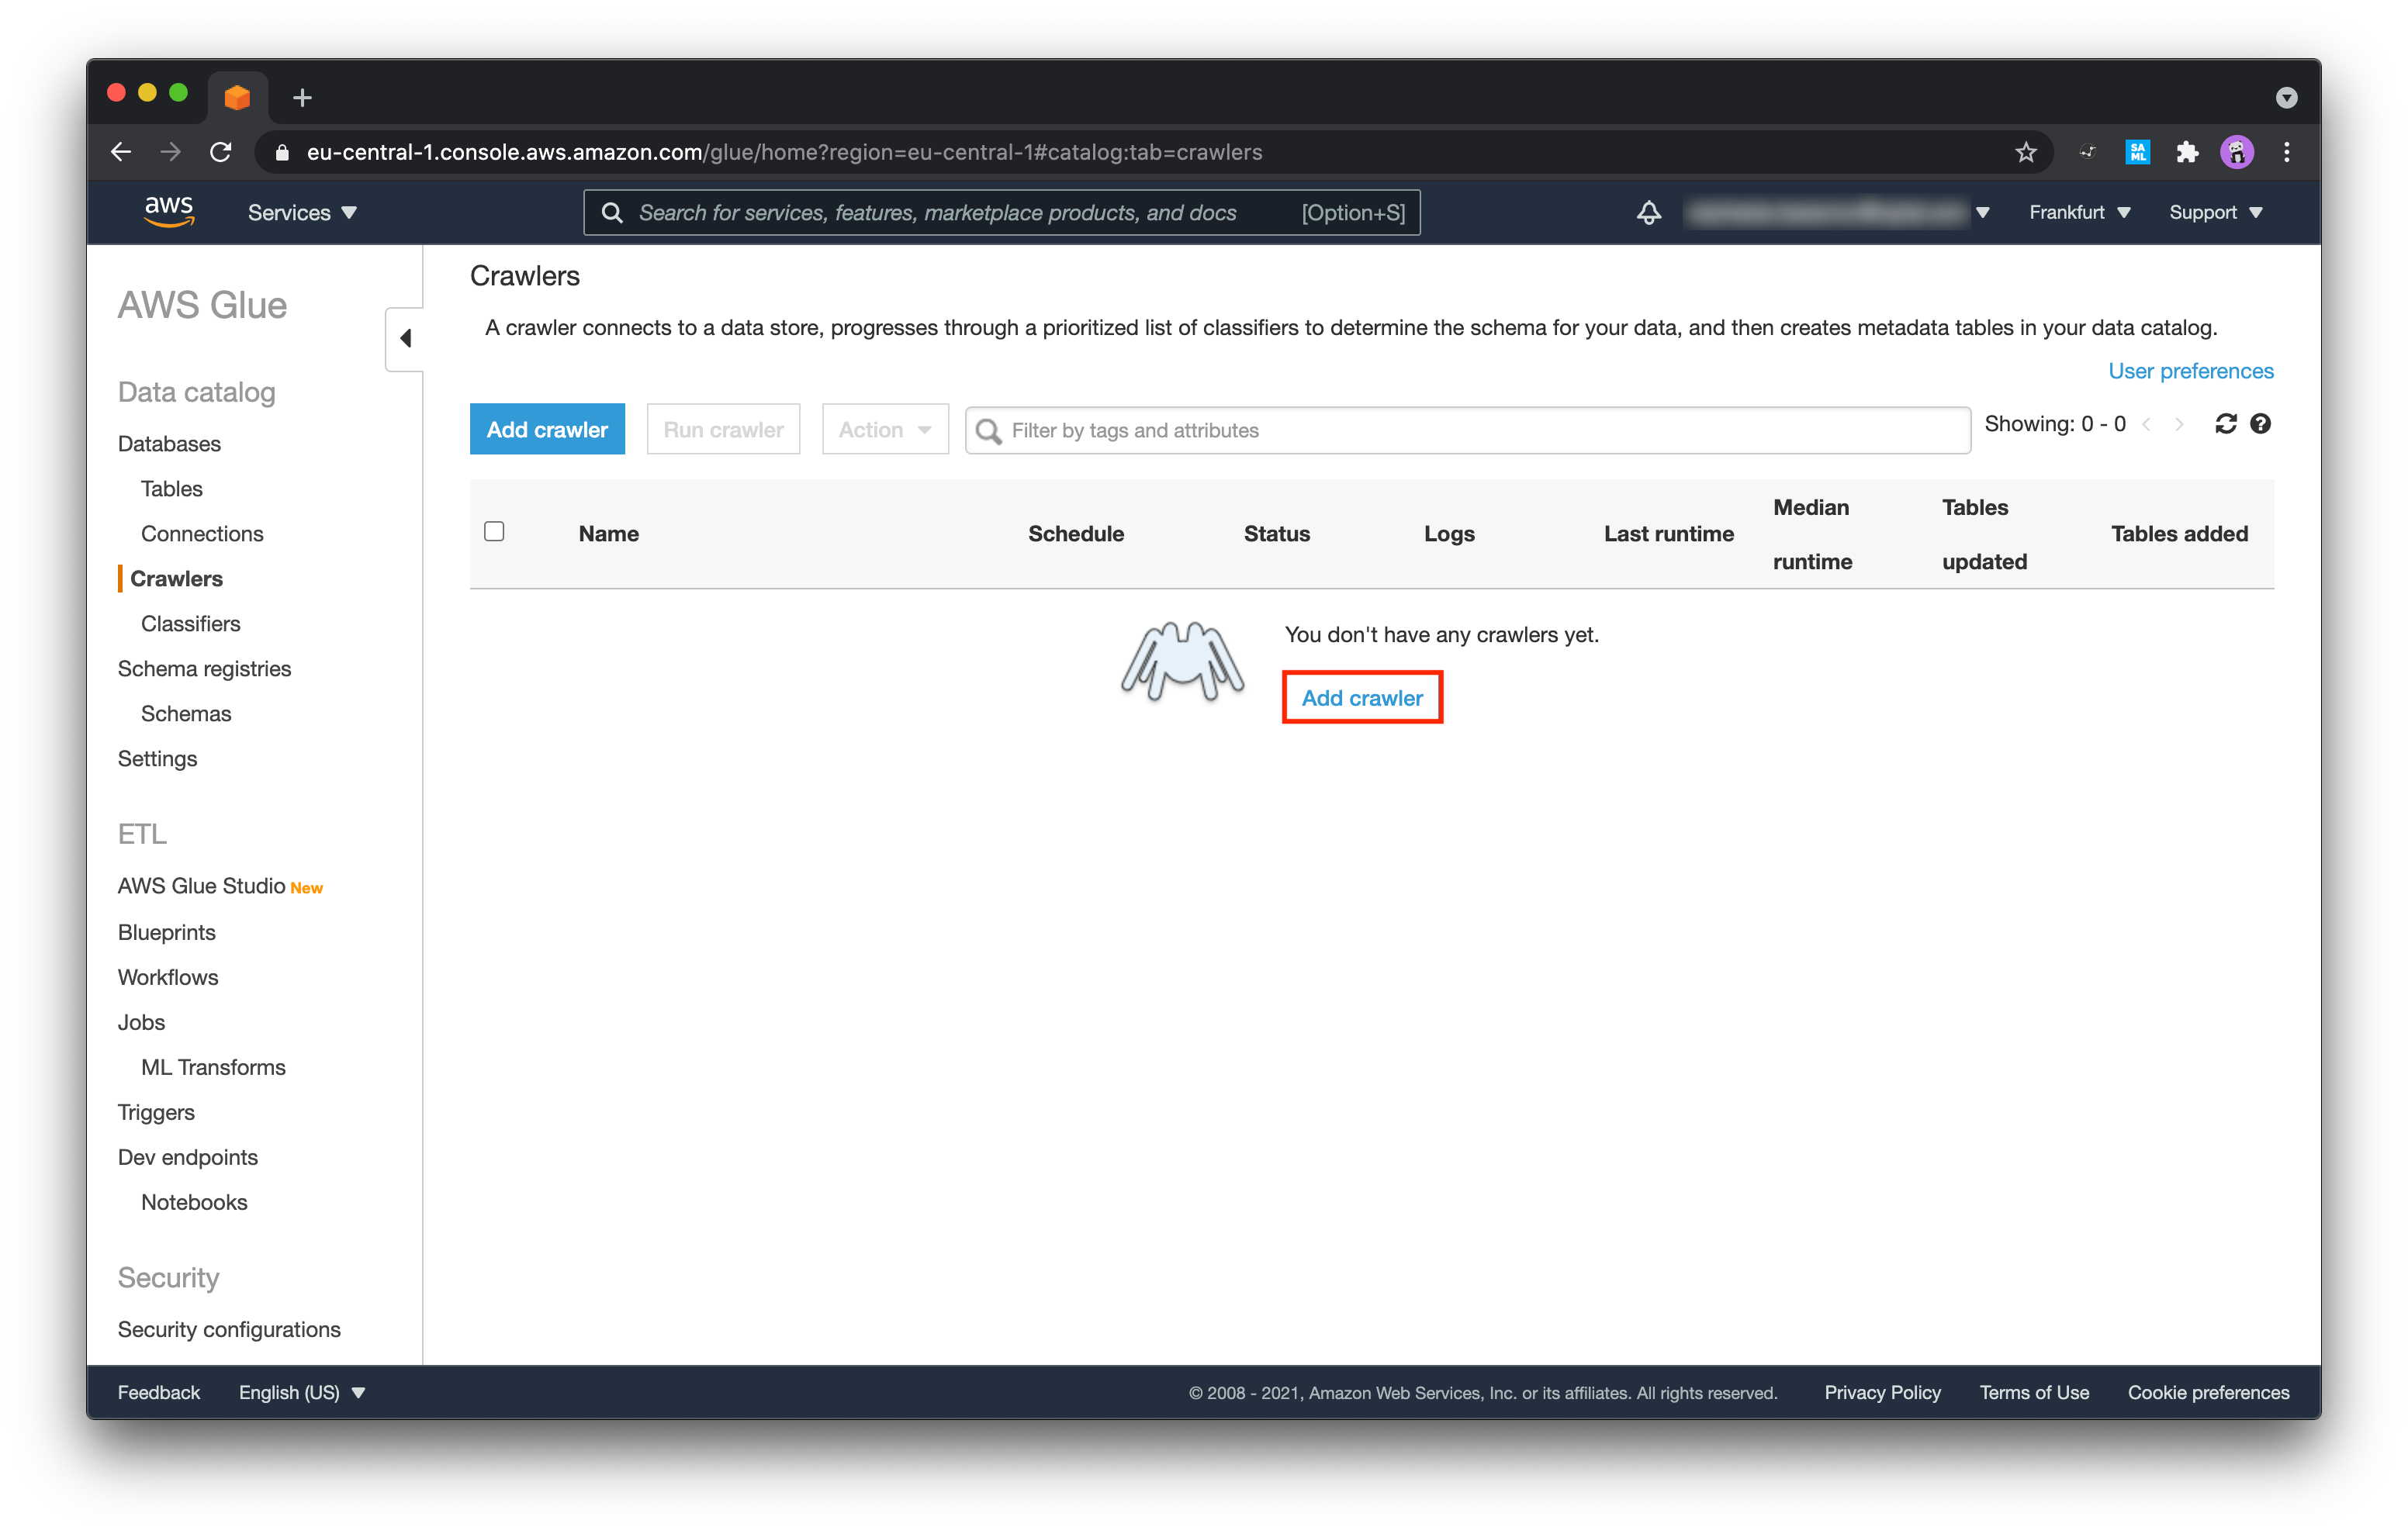 eu-central-1.console.aws.amazon.com/glue/home?region=eu-central-1#catalog:tab=crawlers
SA
ML
aws
Services
Search for services, features, marketplace products, and docs [Option+S]
Frankfurt
Support
AWS Glue
Data catalog
Databases
Tables
Connections
Crawlers
Classifiers
Schema registries
Schemas
Settings
ETL
AWS Glue Studio New
Blueprints
Workflows
Jobs
ML Transforms
Triggers
Dev endpoints
Notebooks
Security
Security configurations
Crawlers
A crawler connects to a data store, progresses through a prioritized list of classifiers to determine the schema for your data, and then creates metadata tables in your data catalog.
User preferences
Add crawler
Run crawler
Action
Filter by tags and attributes
Showing: 0 - 0
Name
Schedule
Status
Logs
Last runtime
Median
runtime
Tables
updated
Tables added
You don't have any crawlers yet.
Add crawler
Feedback
English (US)
© 2008 - 2021, Amazon Web Services, Inc. or its affiliates. All rights reserved.
Privacy Policy
Terms of Use
Cookie preferences